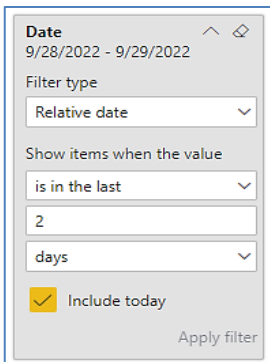 Date
9/28/2022 - 9/29/2022
Filter type
Relative date
Show items when the value
is in the last
2
days
Include today
Apply filter